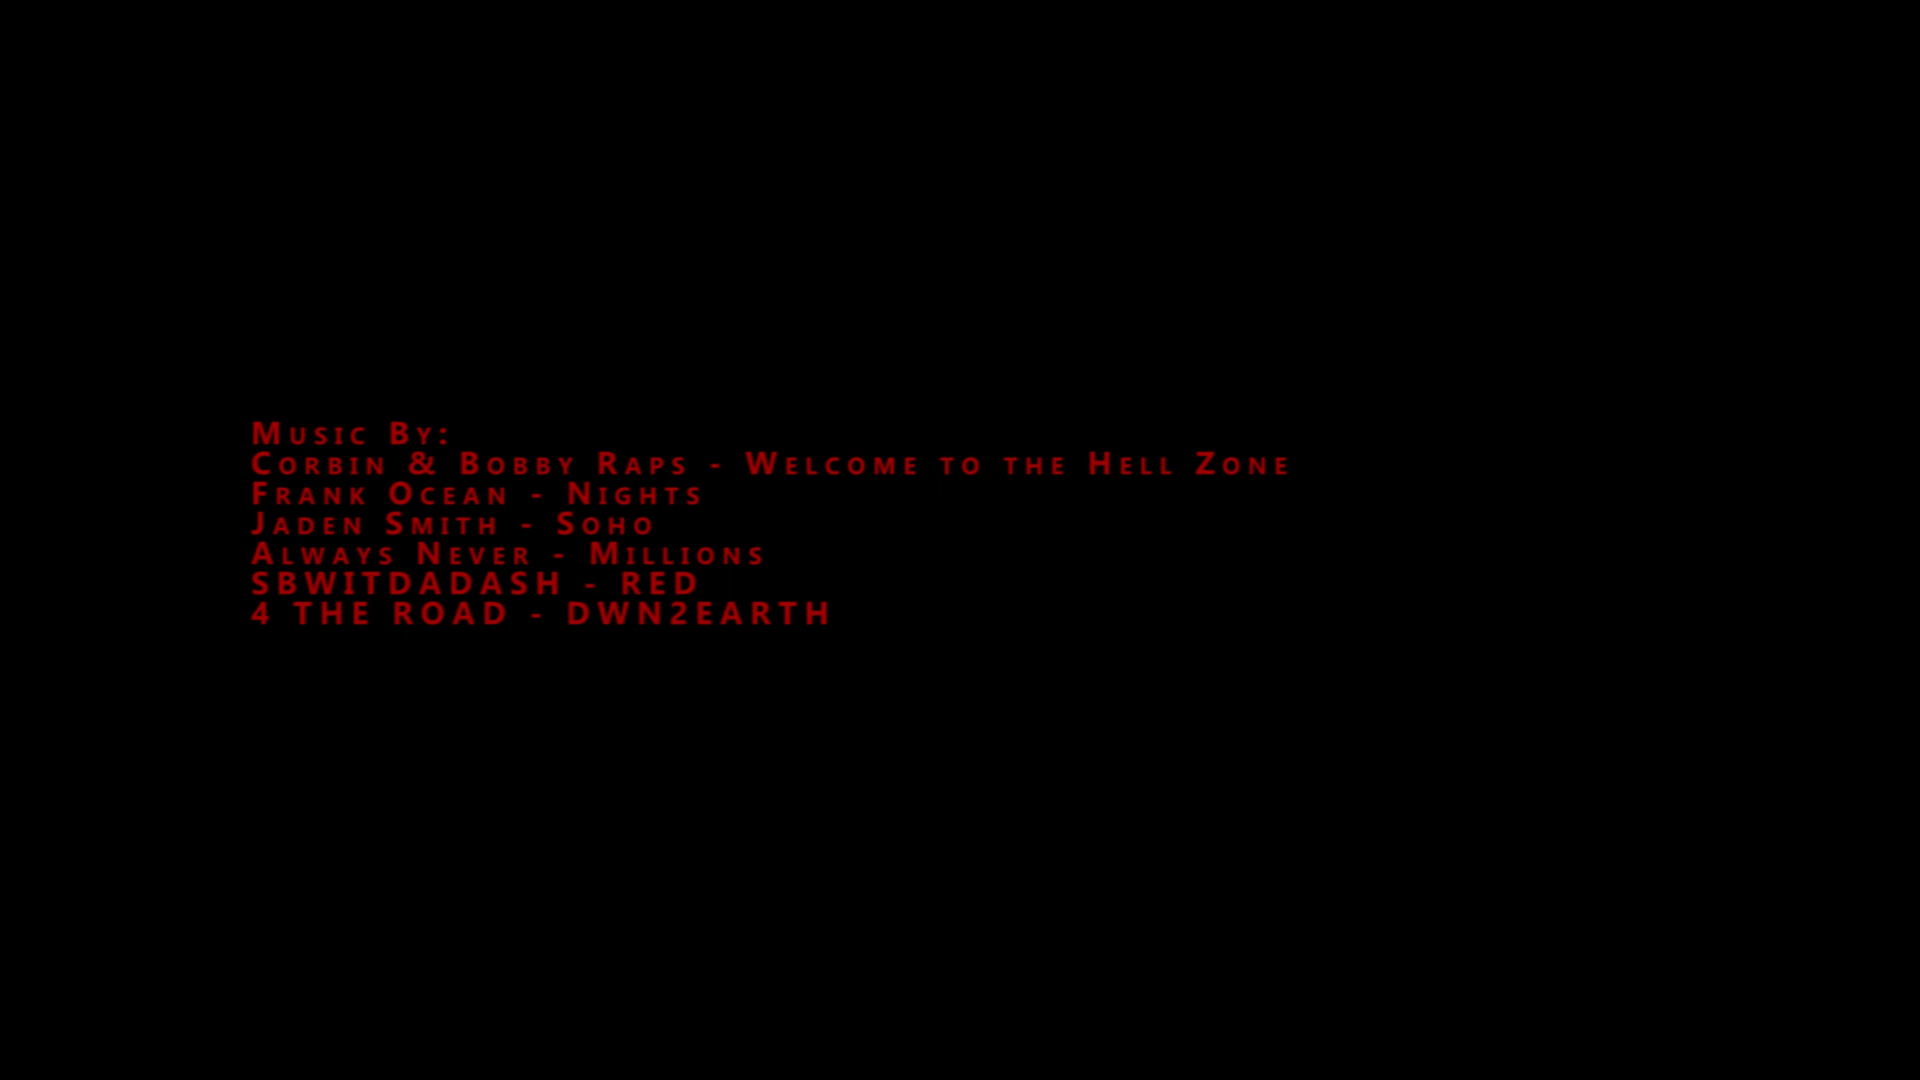 Music By:
Corbin & Bobby Raps - Welcome to the Hell Zone
Frank Ocean - Nights
Jaden Smith - Soho
Always Never - Millions
SBWITDADASH - RED
4 THE ROAD - DWN2EARTH